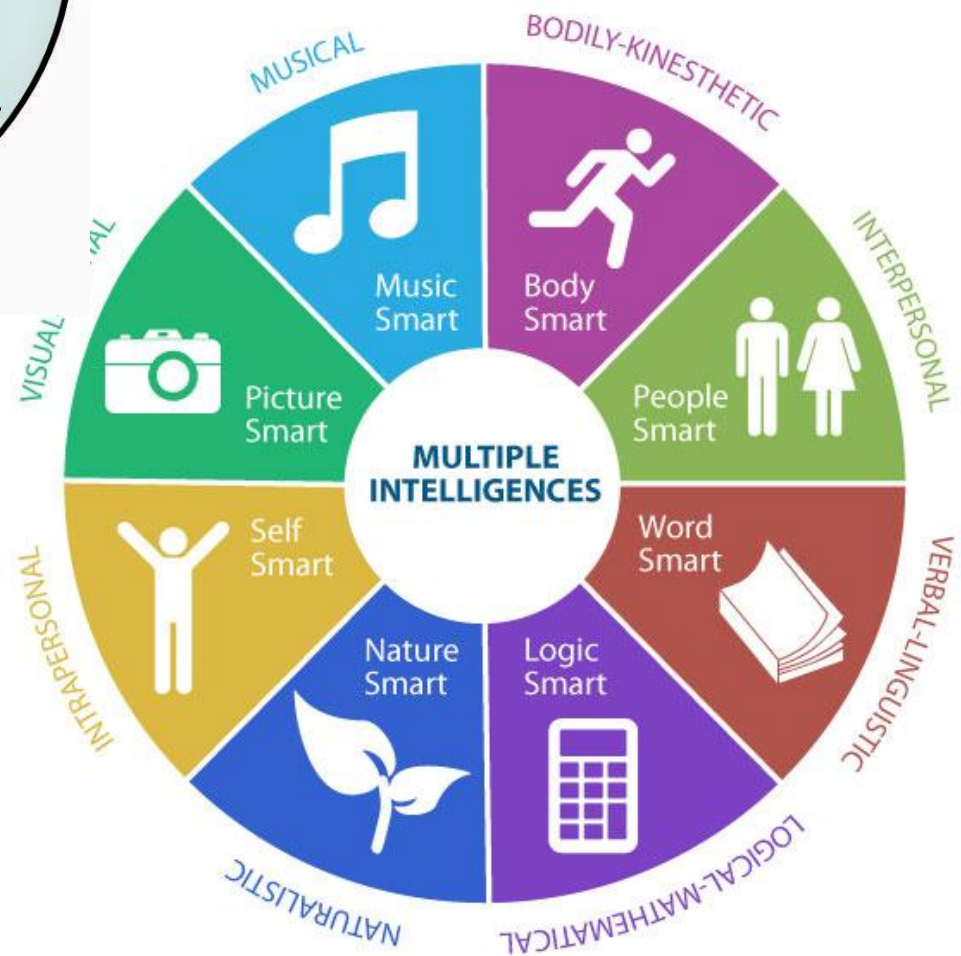 MUSICAL
BODILY-KINESTHETIC
INTERPERSONAL
VERBAL-LINGUISTIC
LOGICAL-MATHEMATICAL
NATURALISTIC
INTRAPERSONAL
VISUAL
Music
Smart
Body
Smart
People
Smart
Word
Smart
Logic
Smart
Nature
Smart
Self
Smart
Picture
Smart
MULTIPLE
INTELLIGENCES